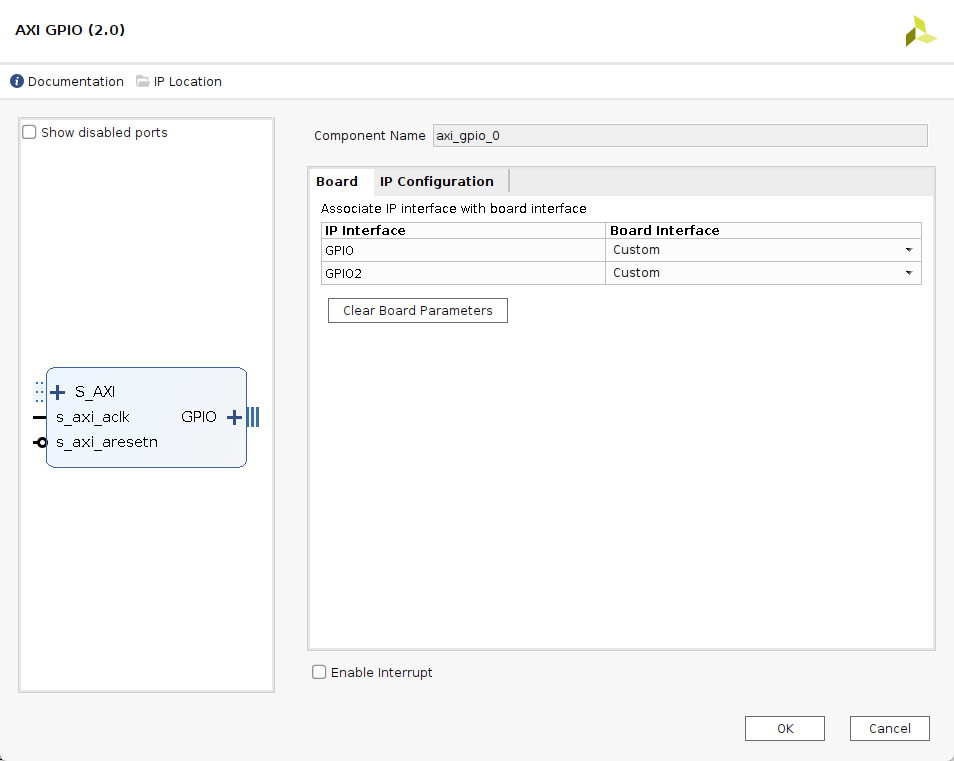 AXI GPIO (2.0)
Documentation IP Location
Show disabled ports
S_AXI
s_axi_aclk GPIO
s_axi_aresetn
Component Name axi_gpio_0
Board IP Configuration
Associate IP interface with board interface
IP Interface Board Interface
GPIO Custom
GPIO2 Custom
Clear Board Parameters
Enable Interrupt
OK Cancel